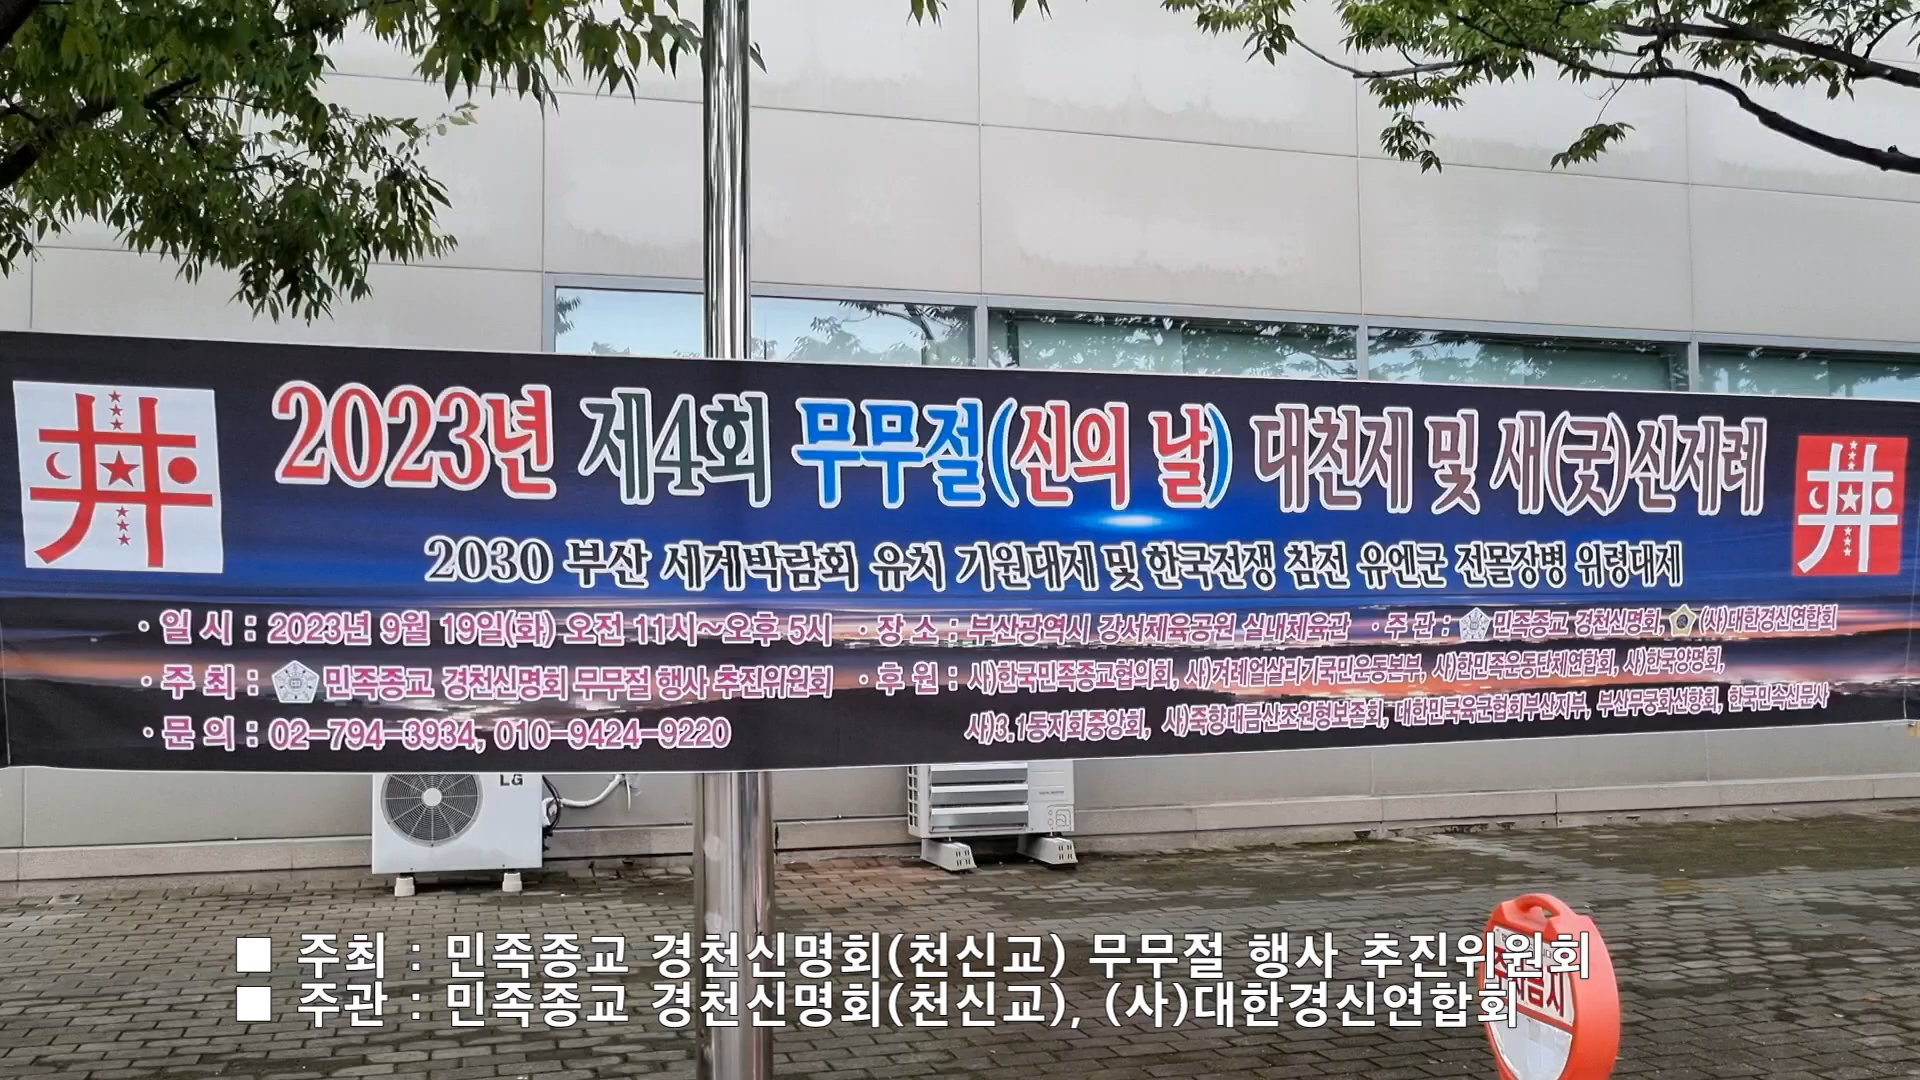 2023년 제4회 무무절(신의 날) 대천제 및 새(굿)신제례
2030 부산 세계박람회 유치 기원대제 및 한국전쟁 참전 유엔군 전몰장병 위령대제
· 일 시 : 2023년 9월 19일(화) 오전 11시~오후 5시 · 장 소 : 부산광역시 강서체육공원 실내체육관 · 주 관 : 민족종교 경천신명회, (사)대한경신연합회
· 주 최 : 민족종교 경천신명회 무무절 행사 추진위원회 · 후 원 : 사)한국민족종교협의회, 사)겨레얼살리기국민운동본부, 사)한민족운동단체연합회, 사)한국양명회,
· 문 의 : 02-794-3934, 010-9424-9220 사)3.1동지회중앙회, 사)죽향대금산조원형보존회, 대한민국육군협회부산지부, 부산무궁화선향회, 한국민속신문사
LG
■ 주최 : 민족종교 경천신명회(천신교) 무무절 행사 추진위원회
■ 주관 : 민족종교 경천신명회(천신교), (사)대한경신연합회